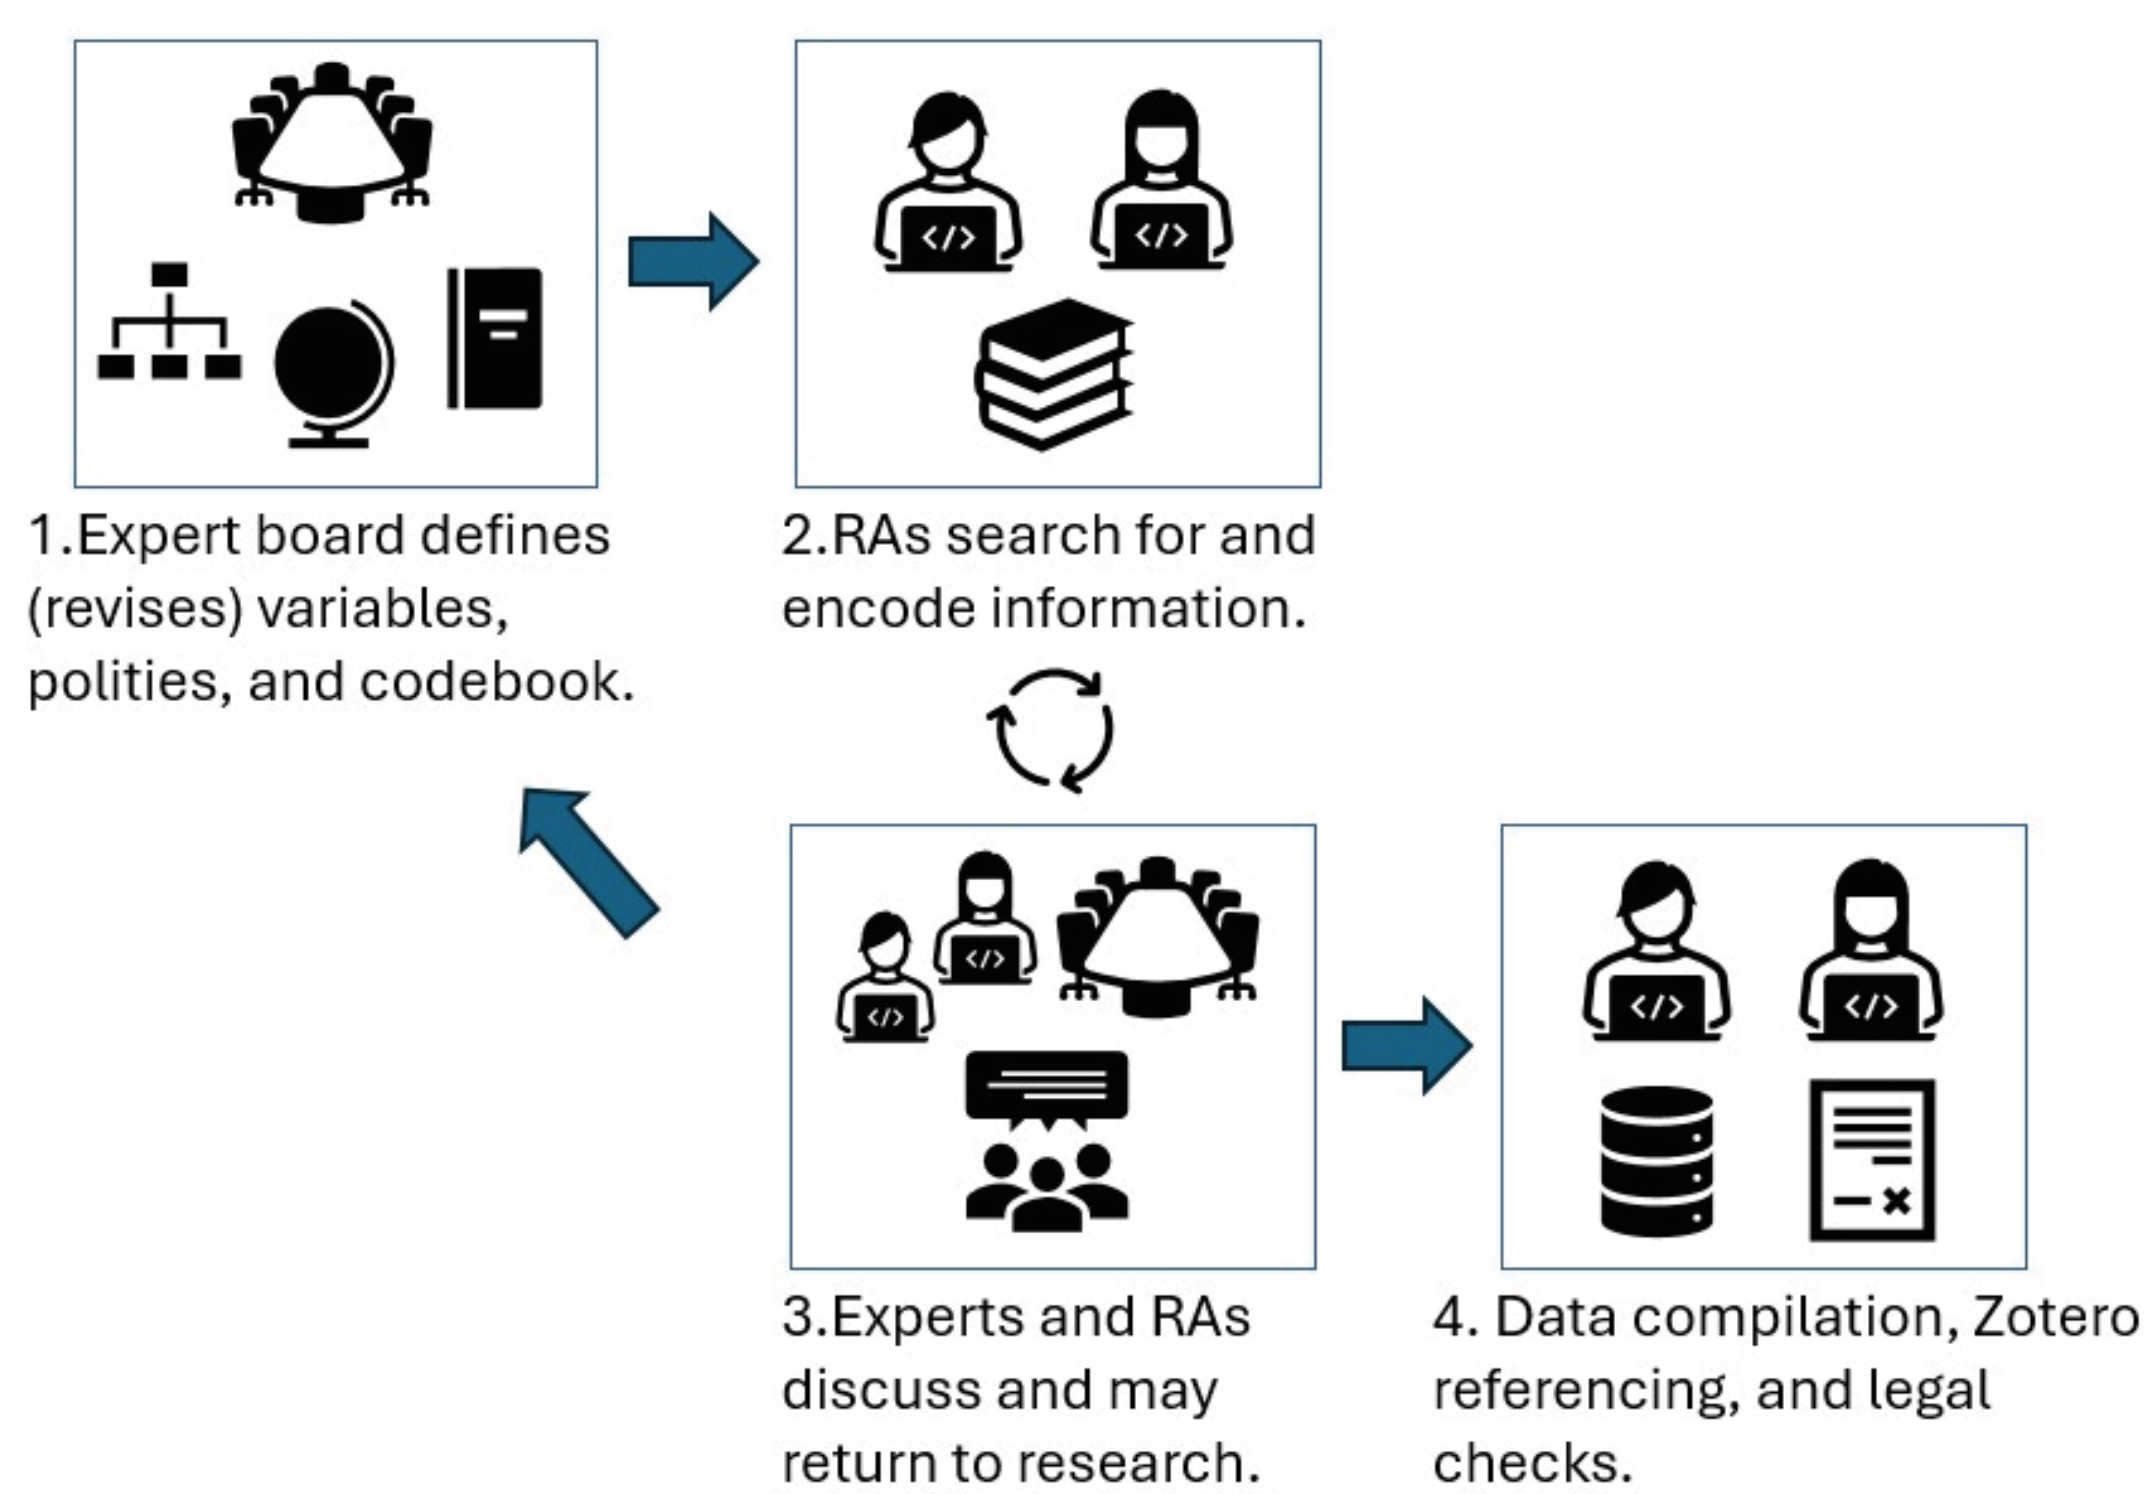 </>
</>
1.Expert board defines
(revises) variables,
polities, and codebook.
2.RAs search for and
encode information.
</>
</>
</>
</>
3.Experts and RAs
discuss and may
return to research.
4. Data compilation, Zotero
referencing, and legal
checks.